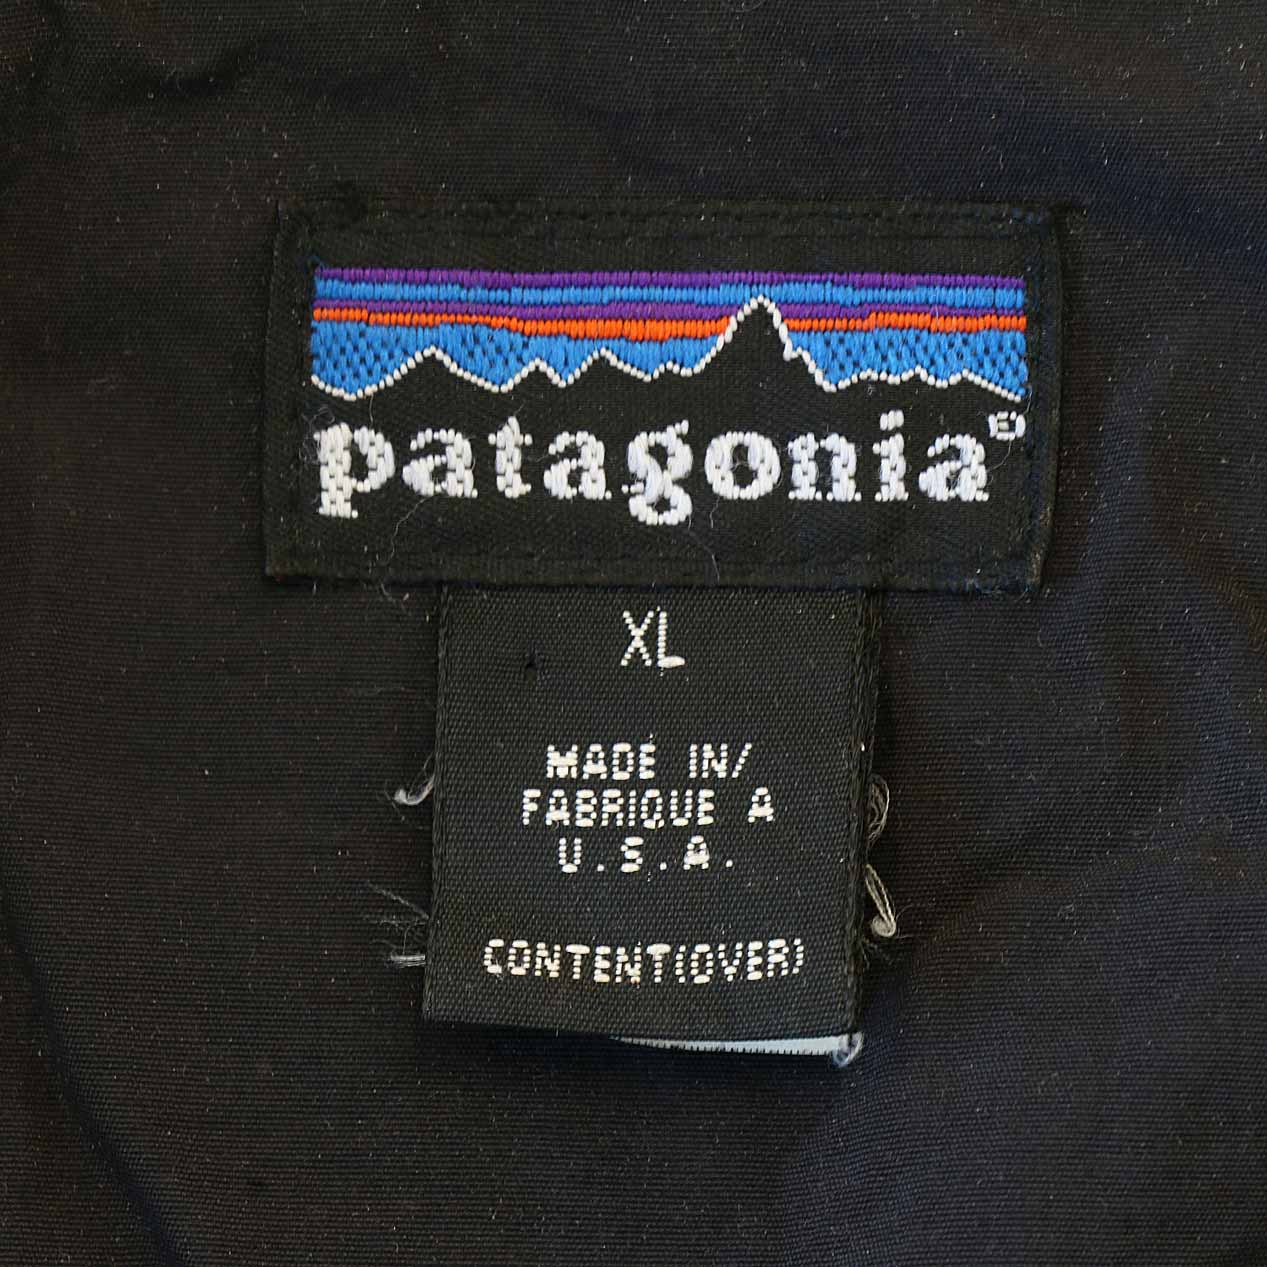 patagonia®
XL
MADE IN/
FABRIQUE A
U.S.A.
CONTENT(OVER)